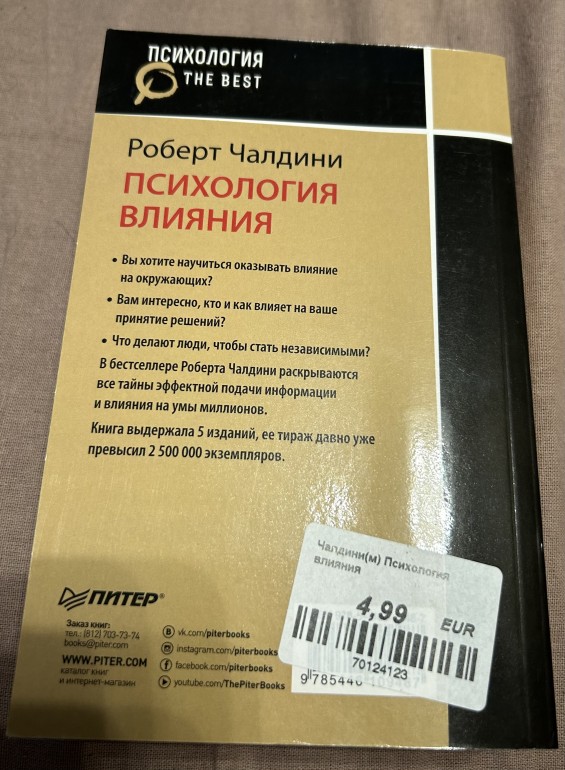 ПСИХОЛОГИЯ
THE BEST
Роберт Чалдини
ПСИХОЛОГИЯ
ВЛИЯНИЯ
• Вы хотите научиться оказывать влияние
на окружающих?
• Вам интересно, кто и как влияет на ваше
принятие решений?
• Что делают люди, чтобы стать независимыми?
В бестселлере Роберта Чалдини раскрываются
все тайны эффектной подачи информации
и влияния на умы миллионов.
Книга выдержала 5 изданий, ее тираж давно уже
превысил 2 500 000 экземпляров.
ПИТЕР®
Заказ книг:
тел.: (812) 703-73-74
books@piter.com
WWW.PITER.COM
каталог книг
и интернет-магазин
vk.com/piterbooks
instagram.com/piterbooks
facebook.com/piterbooks
youtube.com/ThePiterBooks
Чалдини(м) Психология
влияния
4,99 EUR
70124123
9 785446